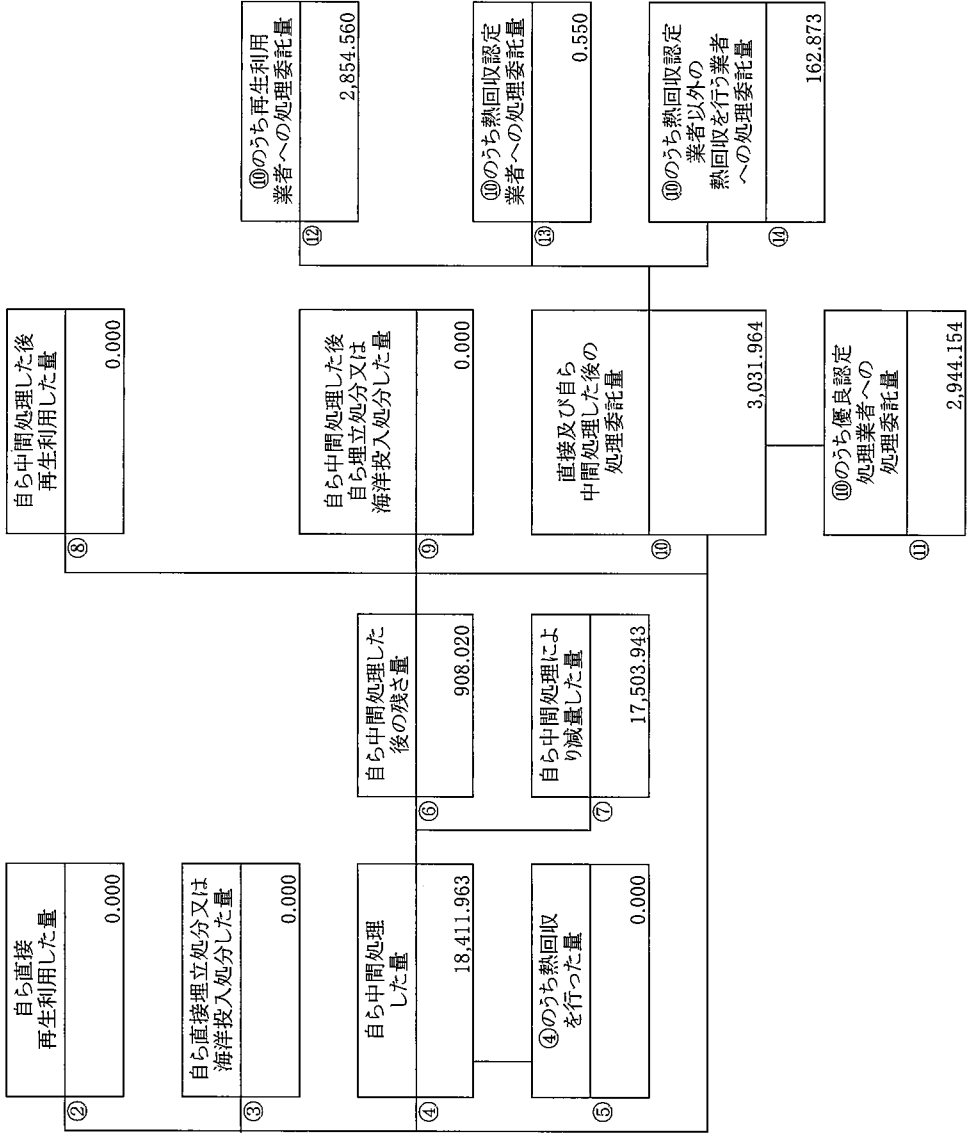 ②
自ら直接
再生利用した量
0.000
③
自ら直接埋立処分又は
海洋投入処分した量
0.000
④
自ら中間処理
した量
18,411.963
⑤
④のうち熱回収
を行った量
0.000
⑥
自ら中間処理した
後の残さ量
908.020
⑦
自ら中間処理によ
り減量した量
17,503.943
⑧
自ら中間処理した後
再生利用した量
0.000
⑨
自ら中間処理した後
自ら埋立処分又は
海洋投入処分した量
0.000
⑩
直接及び自ら
中間処理した後の
処理委託量
3,031.964
⑪
⑩のうち優良認定
処理業者への
処理委託量
2,944.154
⑫
⑩のうち再生利用
業者への処理委託量
2,854.560
⑬
⑩のうち熱回収認定
業者への処理委託量
0.550
⑭
⑩のうち熱回収認定
業者以外の
熱回収を行う業者
への処理委託量
162.873